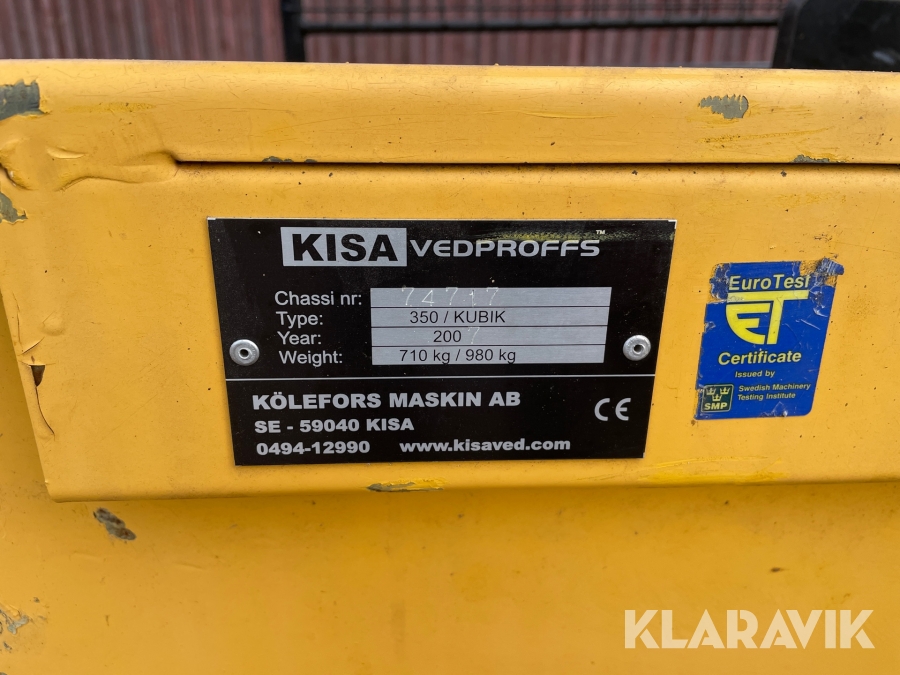 KISA VEDPROFFS™
Chassi nr: 74717
Type: 350 / KUBIK
Year: 2007
Weight: 710 kg / 980 kg
KÖLEFORS MASKIN AB
SE - 59040 KISA
0494-12990 www.kisaved.com
CE
EuroTest
ET
Certificate
Issued by
SMP
Swedish Machinery
Testing Institute
KLARAVIK